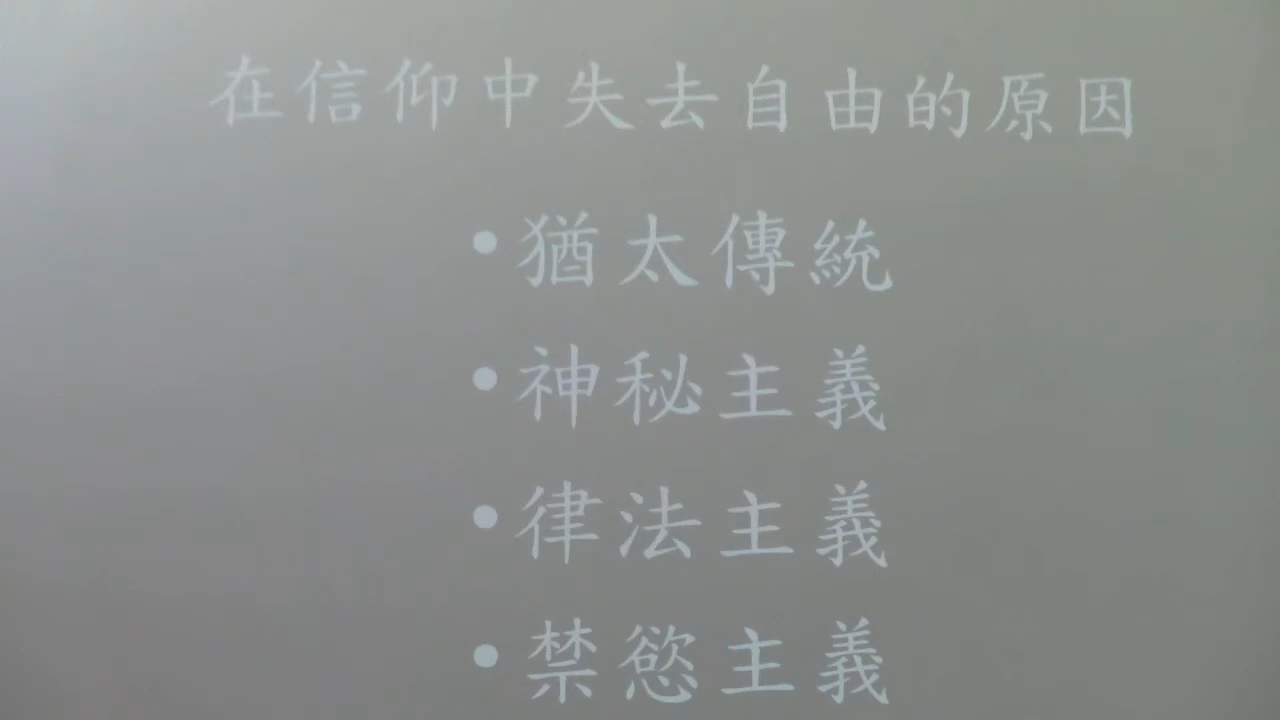 在信仰中失去自由的原因
•猶太傳統
•神秘主義
•律法主義
•禁慾主義